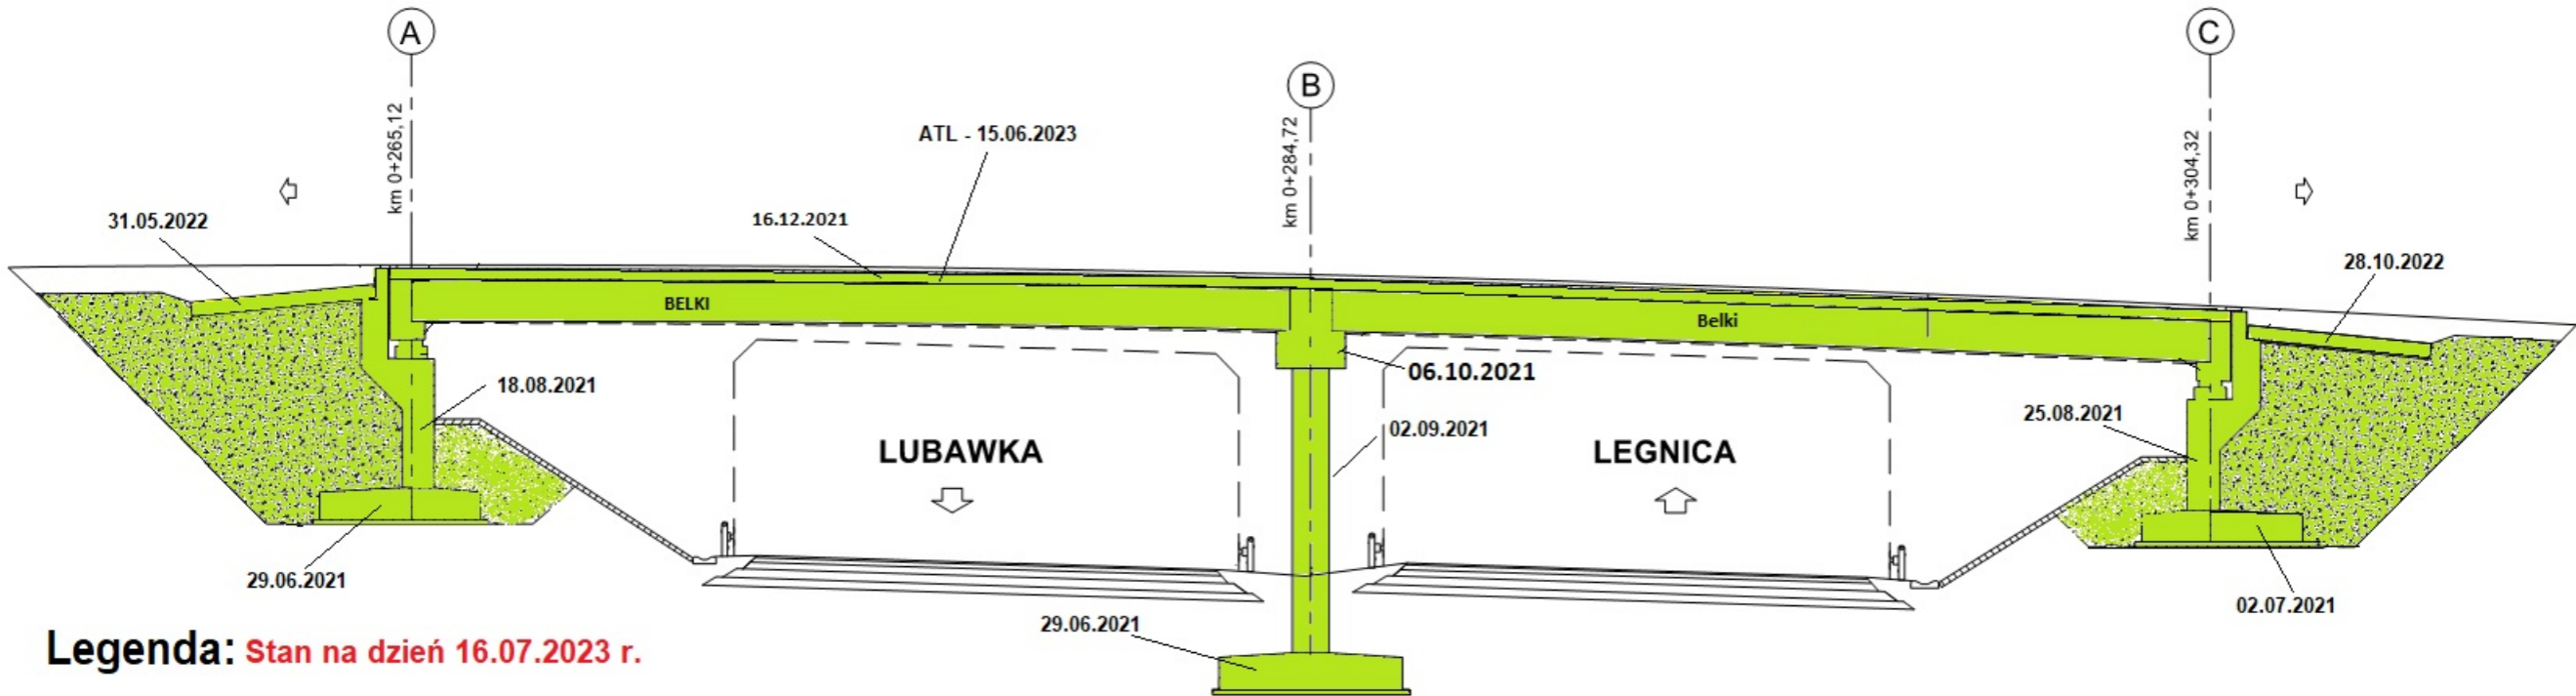 A
B
C
km 0+265,12
km 0+284,72
km 0+304,32
ATL - 15.06.2023
31.05.2022
16.12.2021
28.10.2022
BELKI
Belki
18.08.2021
06.10.2021
25.08.2021
02.09.2021
LUBAWKA
LEGNICA
29.06.2021
02.07.2021
29.06.2021
Legenda: Stan na dzień 16.07.2023 r.